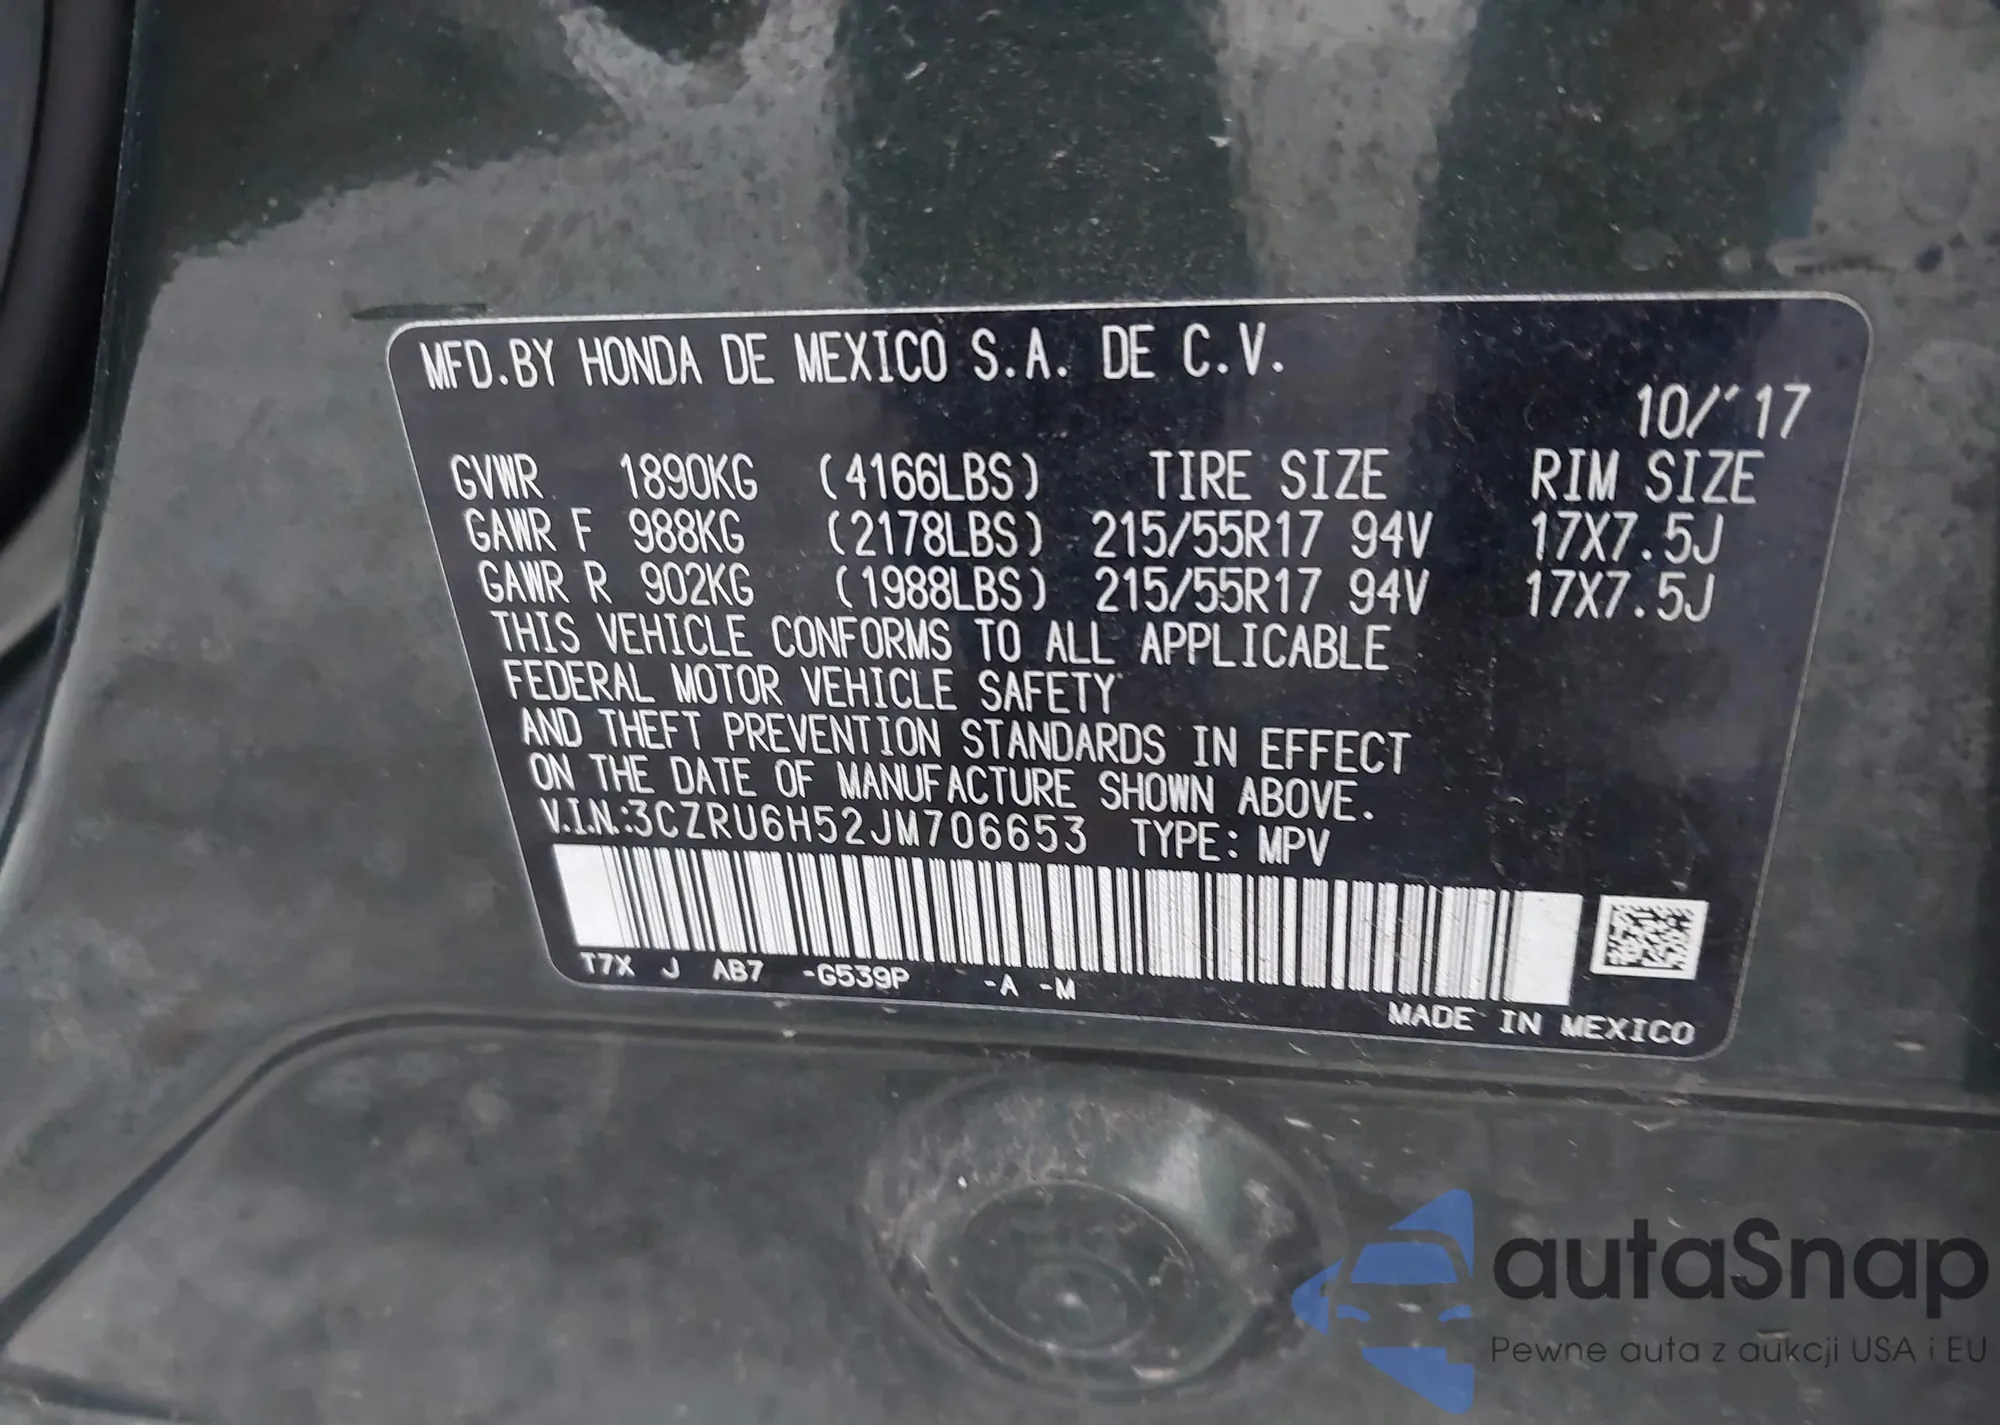 MFD.BY HONDA DE MEXICO S.A. DE C.V.
10/'17
GVWR 1890KG (4166LBS) TIRE SIZE RIM SIZE
GAWR F 988KG (2178LBS) 215/55R17 94V 17X7.5J
GAWR R 902KG (1988LBS) 215/55R17 94V 17X7.5J
THIS VEHICLE CONFORMS TO ALL APPLICABLE
FEDERAL MOTOR VEHICLE SAFETY
AND THEFT PREVENTION STANDARDS IN EFFECT
ON THE DATE OF MANUFACTURE SHOWN ABOVE.
V.I.N.:3CZRU6H52JM706653 TYPE: MPV
T7X J AB7 -G539P -A -M
MADE IN MEXICO
autaSnap
Pewne auta z aukcji USA i EU